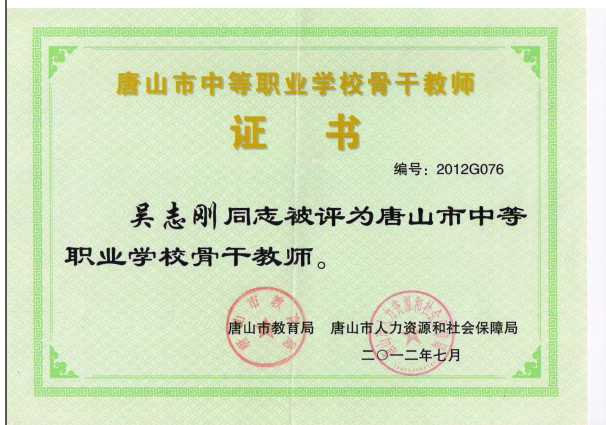 唐山市中等职业学校骨干教师
证 书
编号：2012G076
吴志刚同志被评为唐山市中等
职业学校骨干教师。
唐山市教育局 唐山市人力资源和社会保障局
二〇一二年七月